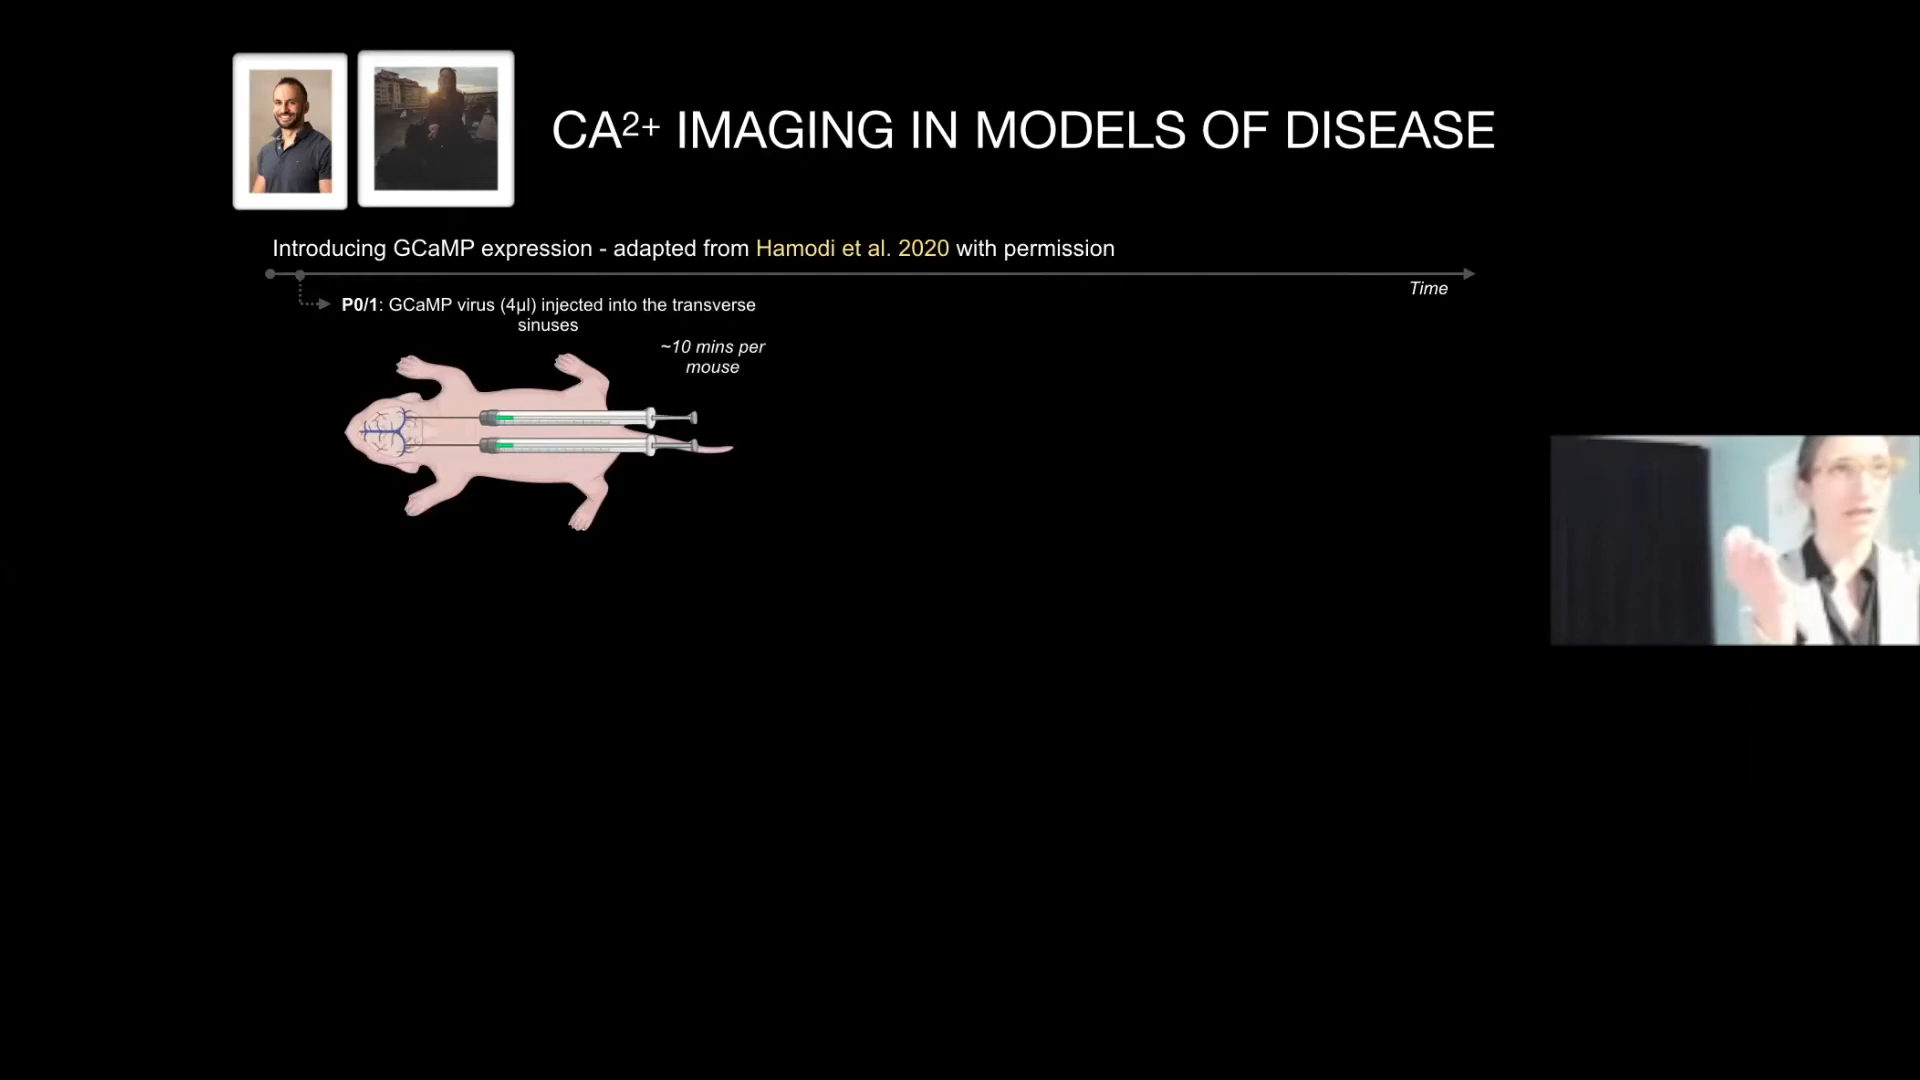 CA²⁺ IMAGING IN MODELS OF DISEASE
Introducing GCaMP expression - adapted from Hamodi et al. 2020 with permission
Time
P0/1: GCaMP virus (4µl) injected into the transverse
sinuses
~10 mins per
mouse